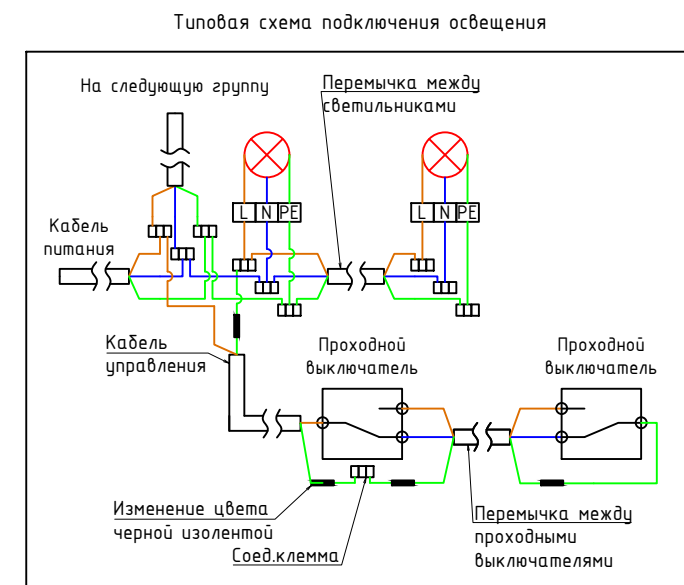 Типовая схема подключения освещения
На следующую группу
Перемычка между
светильниками
L N PE
L N PE
Кабель
питания
Кабель
управления
Проходной
выключатель
Проходной
выключатель
Изменение цвета
черной изолентой
Соед.клемма
Перемычка между
проходными
выключателями